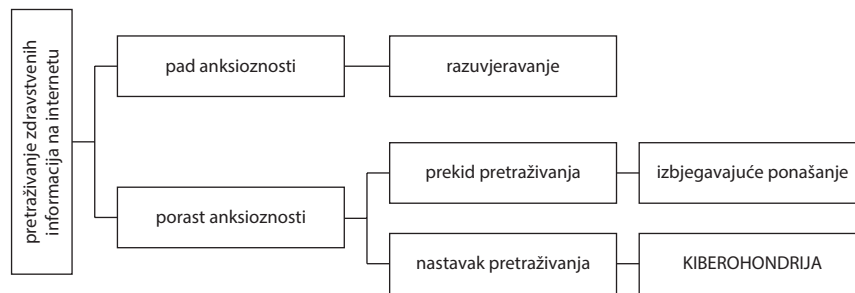 pretraživanje zdravstvenih
informacija na internetu
pad anksioznosti
razuvjeravanje
porast anksioznosti
prekid pretraživanja
izbjegavajuće ponašanje
nastavak pretraživanja
KIBEROHONDRIJA